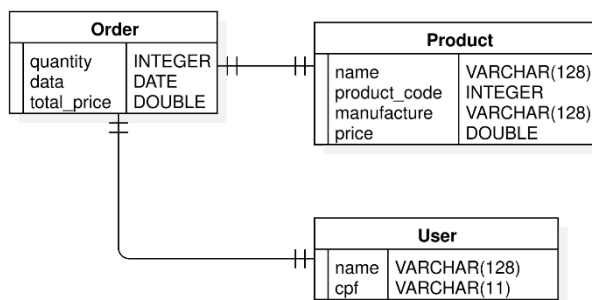 Order
quantity INTEGER
data DATE
total_price DOUBLE
Product
name VARCHAR(128)
product_code INTEGER
manufacture VARCHAR(128)
price DOUBLE
User
name VARCHAR(128)
cpf VARCHAR(11)